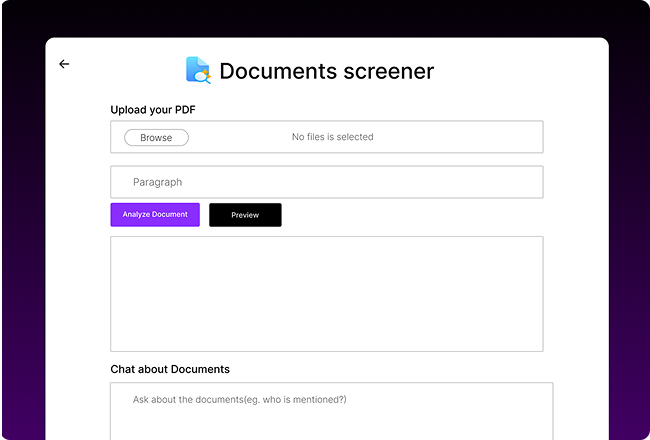 Documents screener
Upload your PDF
Browse No files is selected
Paragraph
Analyze Document Preview
Chat about Documents
Ask about the documents(eg. who is mentioned?)